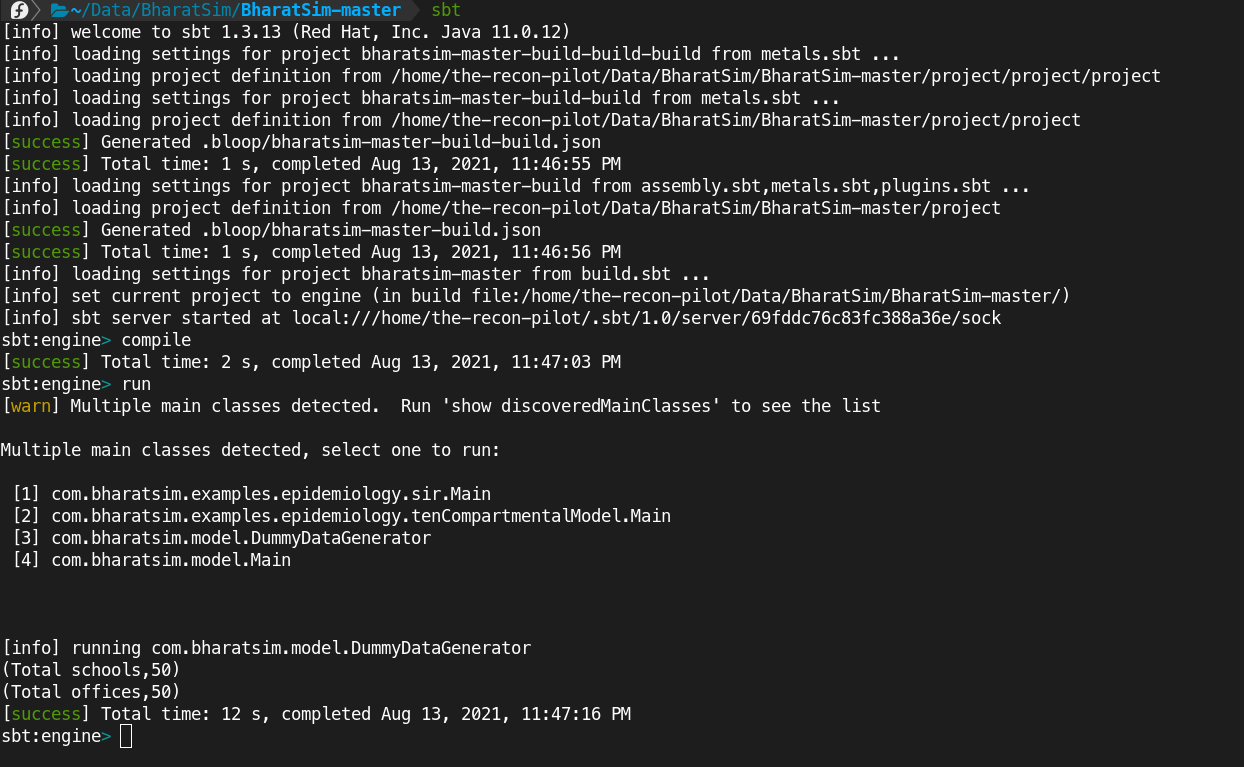 ~/Data/BharatSim/BharatSim-master sbt
[info] welcome to sbt 1.3.13 (Red Hat, Inc. Java 11.0.12)
[info] loading settings for project bharatsim-master-build-build-build from metals.sbt ...
[info] loading project definition from /home/the-recon-pilot/Data/BharatSim/BharatSim-master/project/project/project
[info] loading settings for project bharatsim-master-build-build from metals.sbt ...
[info] loading project definition from /home/the-recon-pilot/Data/BharatSim/BharatSim-master/project/project
[success] Generated .bloop/bharatsim-master-build-build.json
[success] Total time: 1 s, completed Aug 13, 2021, 11:46:55 PM
[info] loading settings for project bharatsim-master-build from assembly.sbt,metals.sbt,plugins.sbt ...
[info] loading project definition from /home/the-recon-pilot/Data/BharatSim/BharatSim-master/project
[success] Generated .bloop/bharatsim-master-build.json
[success] Total time: 1 s, completed Aug 13, 2021, 11:46:56 PM
[info] loading settings for project bharatsim-master from build.sbt ...
[info] set current project to engine (in build file:/home/the-recon-pilot/Data/BharatSim/BharatSim-master/)
[info] sbt server started at local:///home/the-recon-pilot/.sbt/1.0/server/69fddc76c83fc388a36e/sock
sbt:engine> compile
[success] Total time: 2 s, completed Aug 13, 2021, 11:47:03 PM
sbt:engine> run
[warn] Multiple main classes detected.  Run 'show discoveredMainClasses' to see the list
Multiple main classes detected, select one to run:
[1] com.bharatsim.examples.epidemiology.sir.Main
[2] com.bharatsim.examples.epidemiology.tenCompartmentalModel.Main
[3] com.bharatsim.model.DummyDataGenerator
[4] com.bharatsim.model.Main
[info] running com.bharatsim.model.DummyDataGenerator
(Total schools,50)
(Total offices,50)
[success] Total time: 12 s, completed Aug 13, 2021, 11:47:16 PM
sbt:engine>